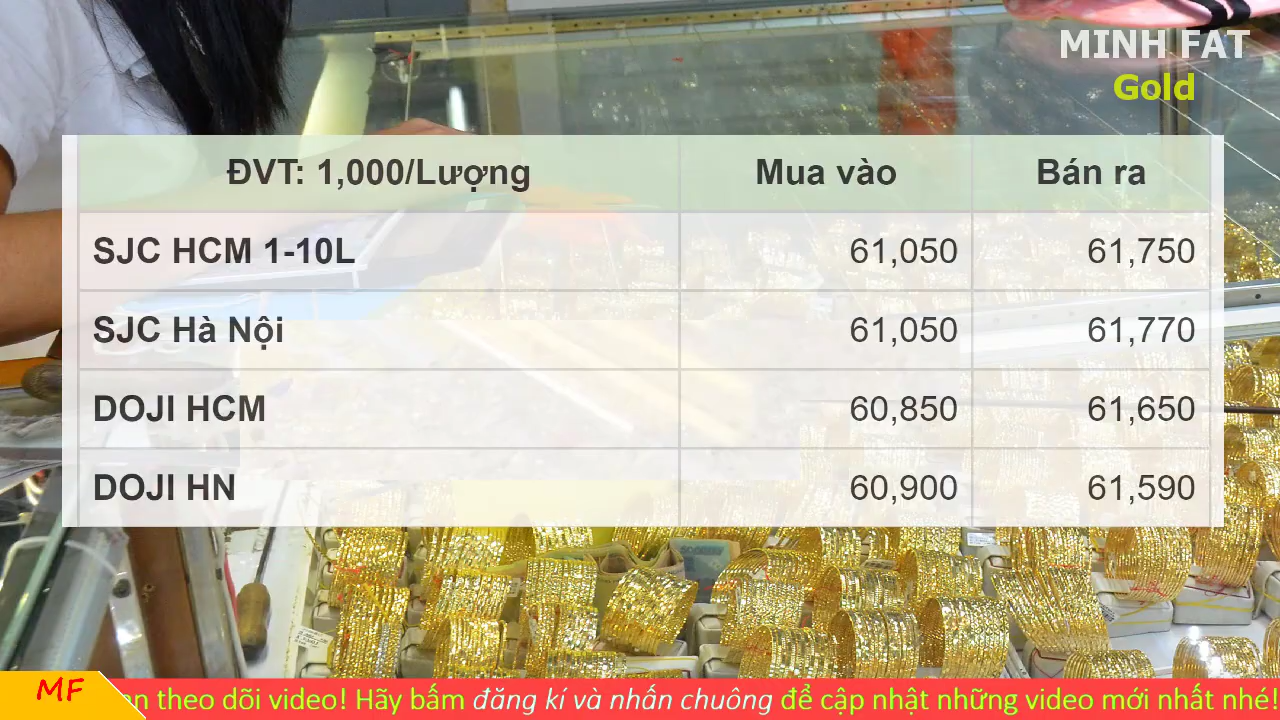 MINH FAT
Gold
ĐVT: 1,000/Lượng Mua vào Bán ra
SJC HCM 1-10L 61,050 61,750
SJC Hà Nội 61,050 61,770
DOJI HCM 60,850 61,650
DOJI HN 60,900 61,590
MF
theo dõi video! Hãy bấm đăng kí và nhấn chuông để cập nhật những video mới nhất nhé!